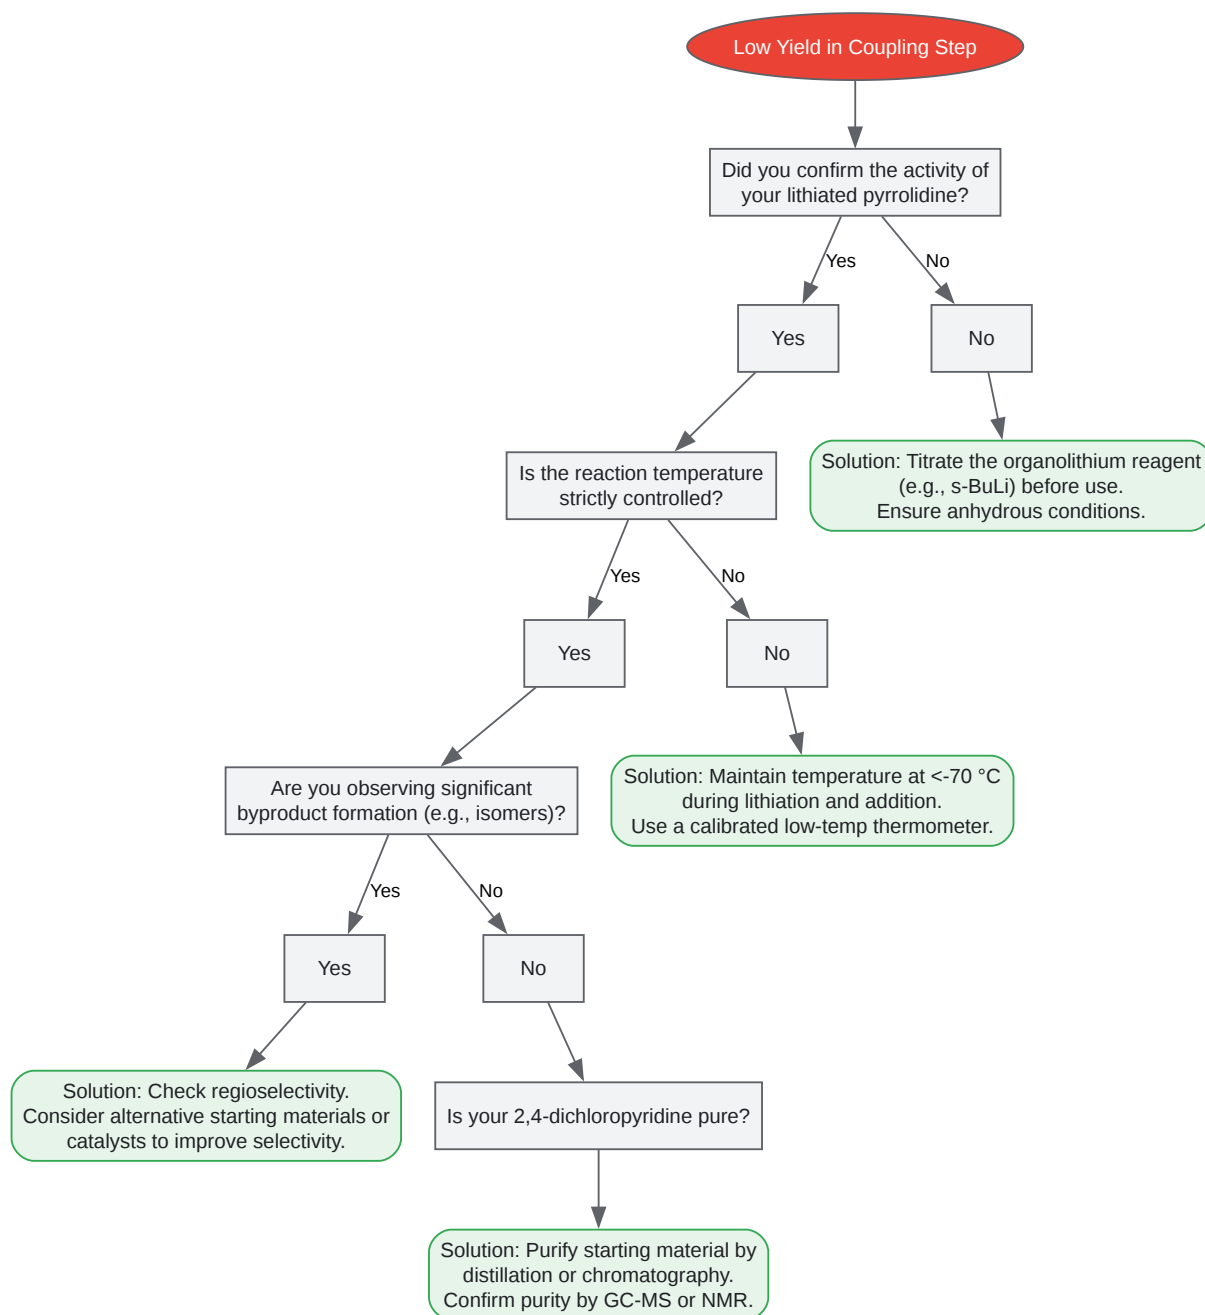 Low Yield in Coupling Step
Did you confirm the activity of
your lithiated pyrrolidine?
Yes
No
Yes
No
Is the reaction temperature
strictly controlled?
Solution: Titrate the organolithium reagent
(e.g., s-BuLi) before use.
Ensure anhydrous conditions.
Yes
No
Yes
No
Are you observing significant
byproduct formation (e.g., isomers)?
Solution: Maintain temperature at <-70 °C
during lithiation and addition.
Use a calibrated low-temp thermometer.
Yes
No
Yes
No
Solution: Check regioselectivity.
Consider alternative starting materials or
catalysts to improve selectivity.
Is your 2,4-dichloropyridine pure?
Solution: Purify starting material by
distillation or chromatography.
Confirm purity by GC-MS or NMR.